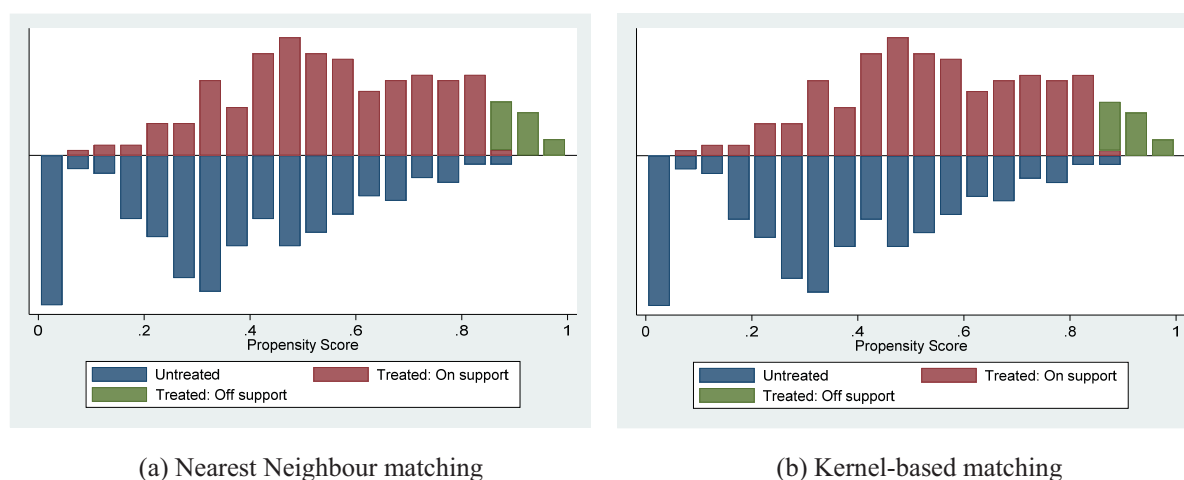 0 .2 .4 .6 .8 1
Propensity Score
Untreated Treated: On support
Treated: Off support
(a) Nearest Neighbour matching
0 .2 .4 .6 .8 1
Propensity Score
Untreated Treated: On support
Treated: Off support
(b) Kernel-based matching